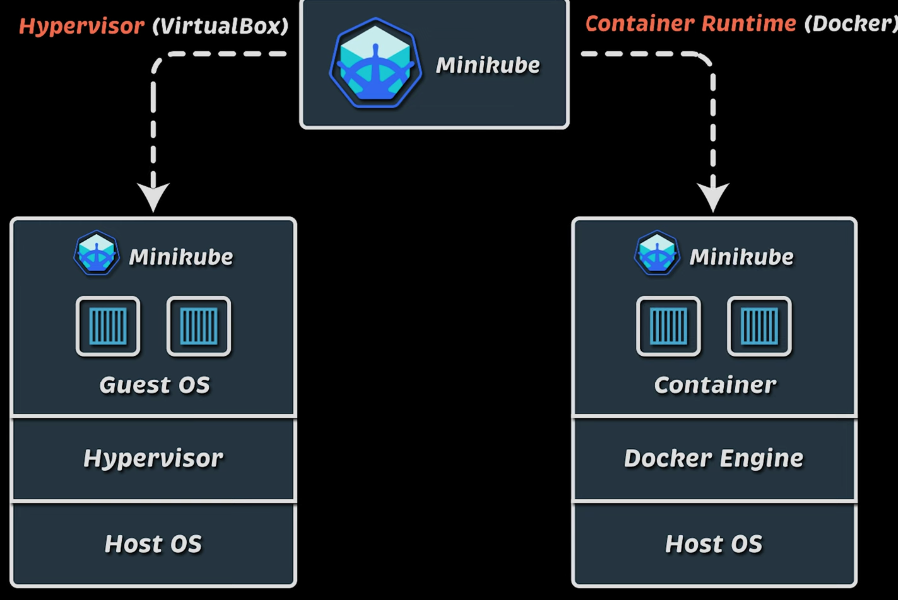 Hypervisor (VirtualBox)
Minikube
Container Runtime (Docker)
Minikube
Guest OS
Hypervisor
Host OS
Minikube
Container
Docker Engine
Host OS